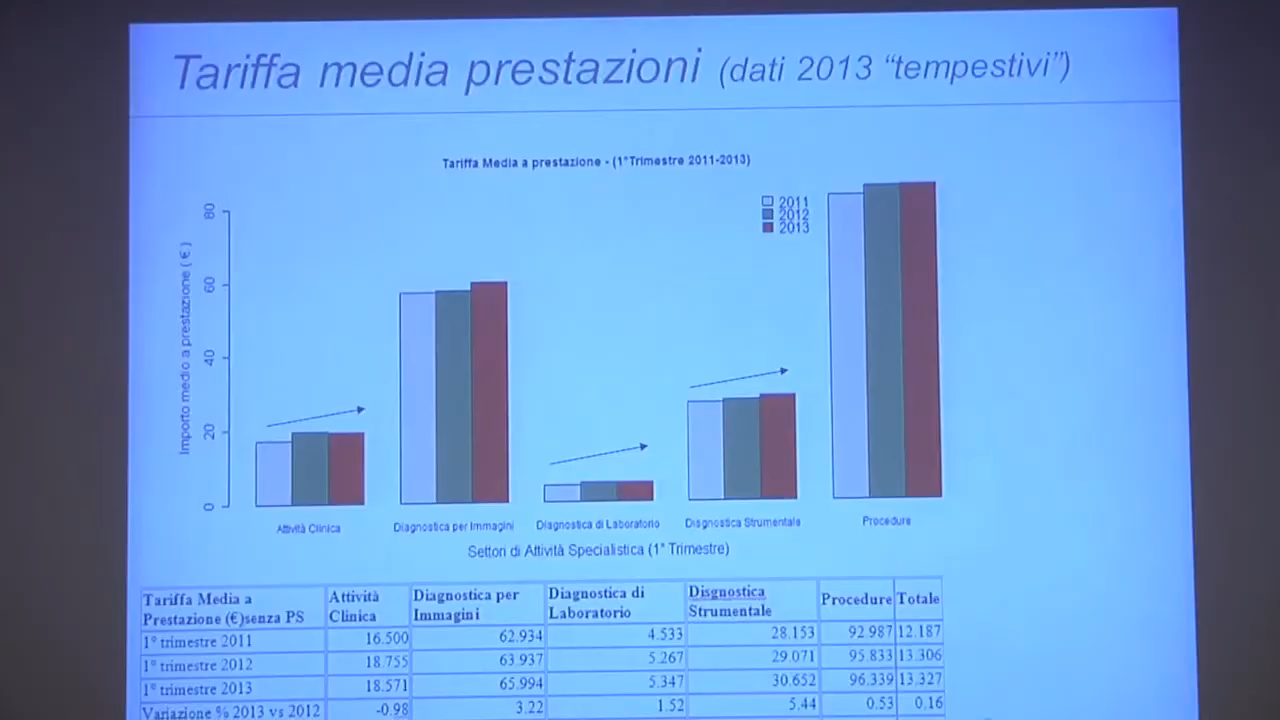 Tariffa media prestazioni (dati 2013 “tempestivi”)
Tariffa Media a prestazione - (1°Trimestre 2011-2013)
2011
2012
2013
Importo medio a prestazione (€)
80
60
40
20
0
Attività Clinica
Diagnostica per Immagini
Diagnostica di Laboratorio
Disgnostica Strumentale
Procedure
Settori di Attività Specialistica (1° Trimestre)
Tariffa Media a Prestazione (€)senza PS Attività Clinica Diagnostica per Immagini Diagnostica di Laboratorio Disgnostica Strumentale Procedure Totale
1° trimestre 2011 16.500 62.934 4.533 28.153 92.987 12.187
1° trimestre 2012 18.755 63.937 5.267 29.071 95.833 13.306
1° trimestre 2013 18.571 65.994 5.347 30.652 96.339 13,327
Variazione % 2013 vs 2012 -0.98 3.22 1.52 5.44 0.53 0.16